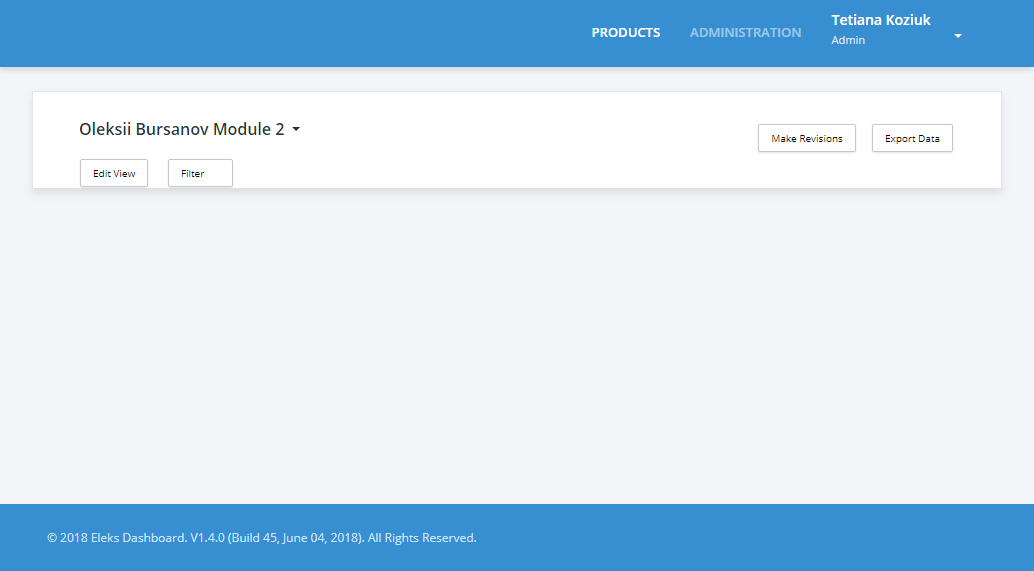 PRODUCTS
ADMINISTRATION
Tetiana Koziuk
Admin
Oleksii Bursanov Module 2
Make Revisions
Export Data
Edit View
Filter
© 2018 Eleks Dashboard. V1.4.0 (Build 45, June 04, 2018). All Rights Reserved.